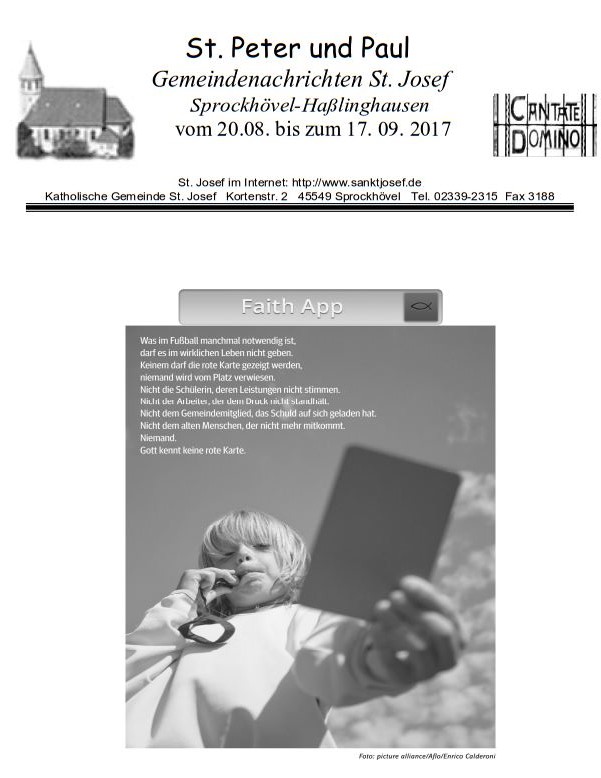 St. Peter und Paul
Gemeindenachrichten St. Josef
Sprockhövel-Haßlinghausen
vom 20.08. bis zum 17. 09. 2017
CANTATE
DOMINO
St. Josef im Internet: http://www.sanktjosef.de
Katholische Gemeinde St. Josef Kortenstr. 2 45549 Sprockhövel Tel. 02339-2315 Fax 3188
Faith App
Was im Fußball manchmal notwendig ist,
darf es im wirklichen Leben nicht geben.
Keinem darf die rote Karte gezeigt werden,
niemand wird vom Platz verwiesen.
Nicht die Schülerin, deren Leistungen nicht stimmen.
Nicht der Arbeiter, der dem Druck nicht standhält.
Nicht dem Gemeindemitglied, das Schuld auf sich geladen hat.
Nicht dem alten Menschen, der nicht mehr mitkommt.
Niemand.
Gott kennt keine rote Karte.
Foto: picture alliance/Aflo/Enrico Calderoni